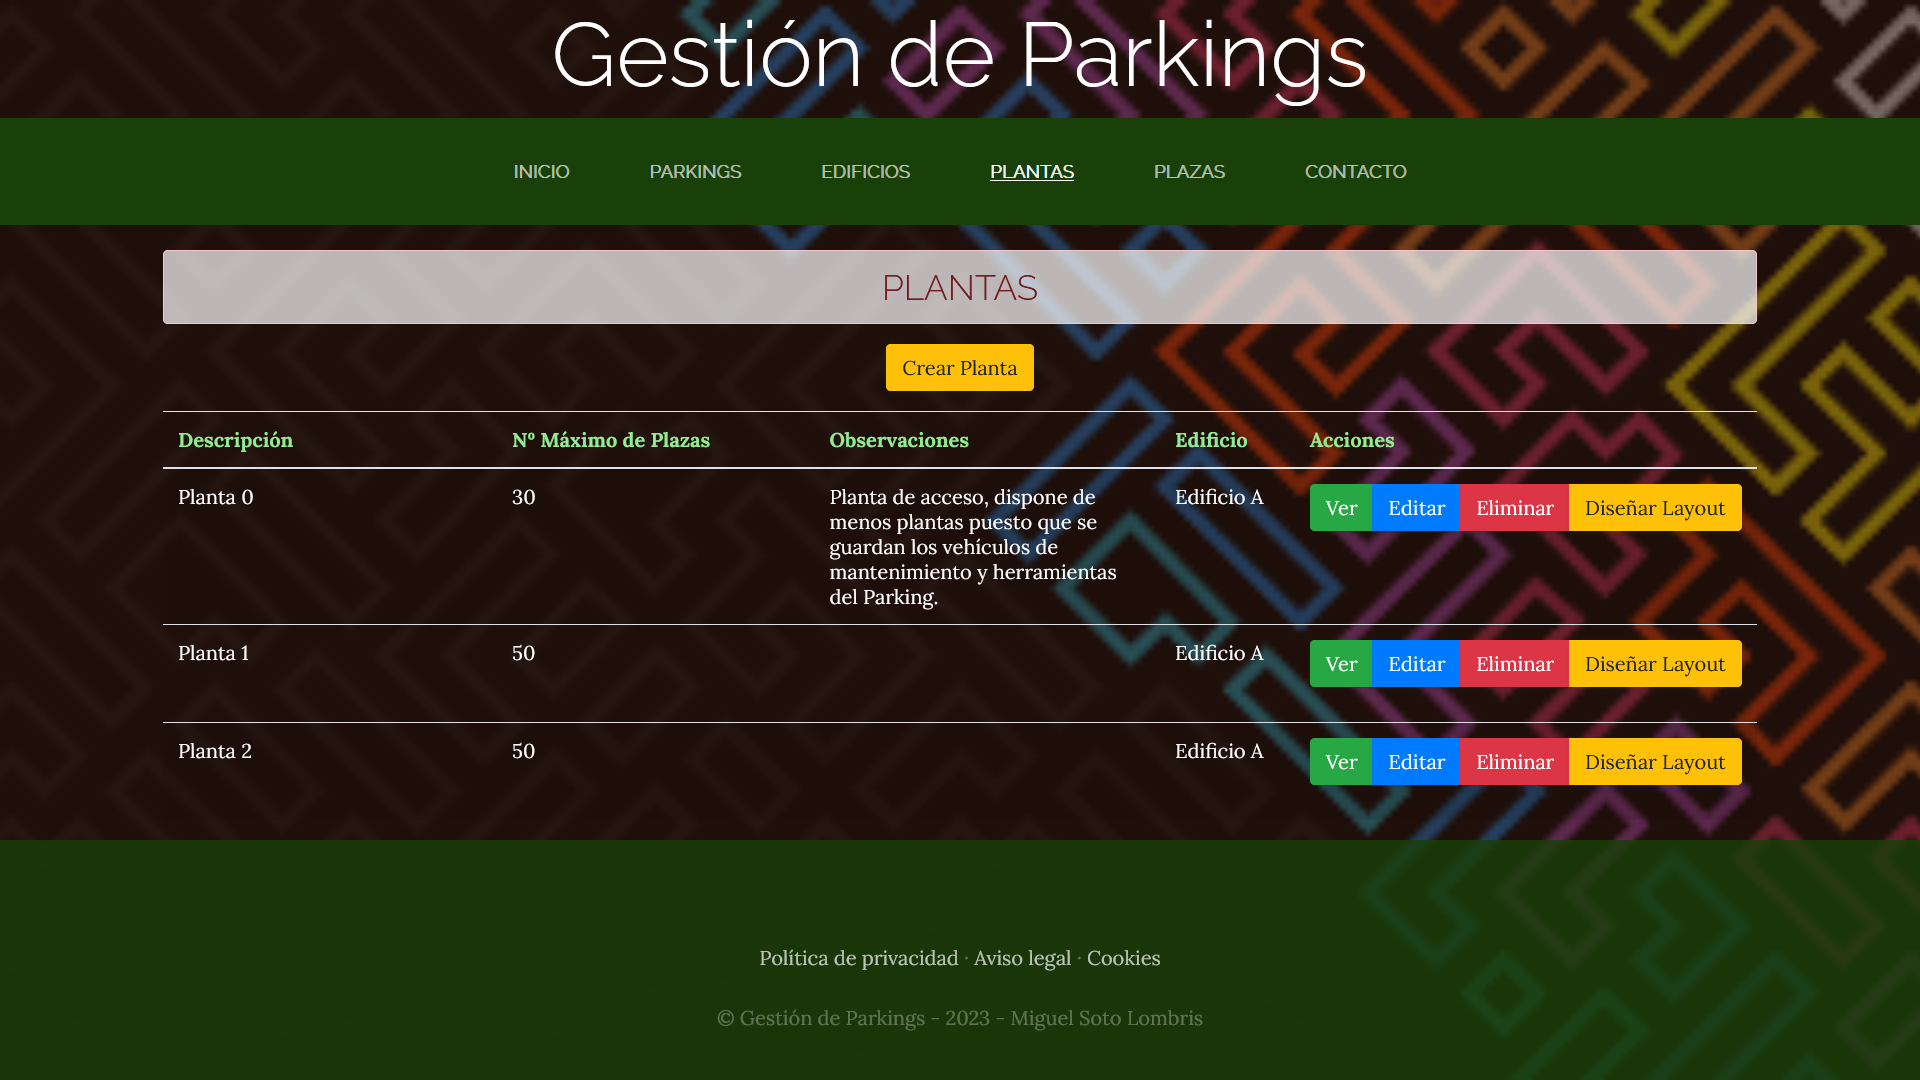 Gestión de Parkings
INICIO PARKINGS EDIFICIOS PLANTAS PLAZAS CONTACTO
PLANTAS
Crear Planta
Descripción Nº Máximo de Plazas Observaciones Edificio Acciones
Planta 0 30 Planta de acceso, dispone de Edificio A Ver Editar Eliminar Diseñar Layout
menos plantas puesto que se
guardan los vehículos de
mantenimiento y herramientas
del Parking.
Planta 1 50 Edificio A Ver Editar Eliminar Diseñar Layout
Planta 2 50 Edificio A Ver Editar Eliminar Diseñar Layout
Política de privacidad · Aviso legal · Cookies
© Gestión de Parkings - 2023 - Miguel Soto Lombris